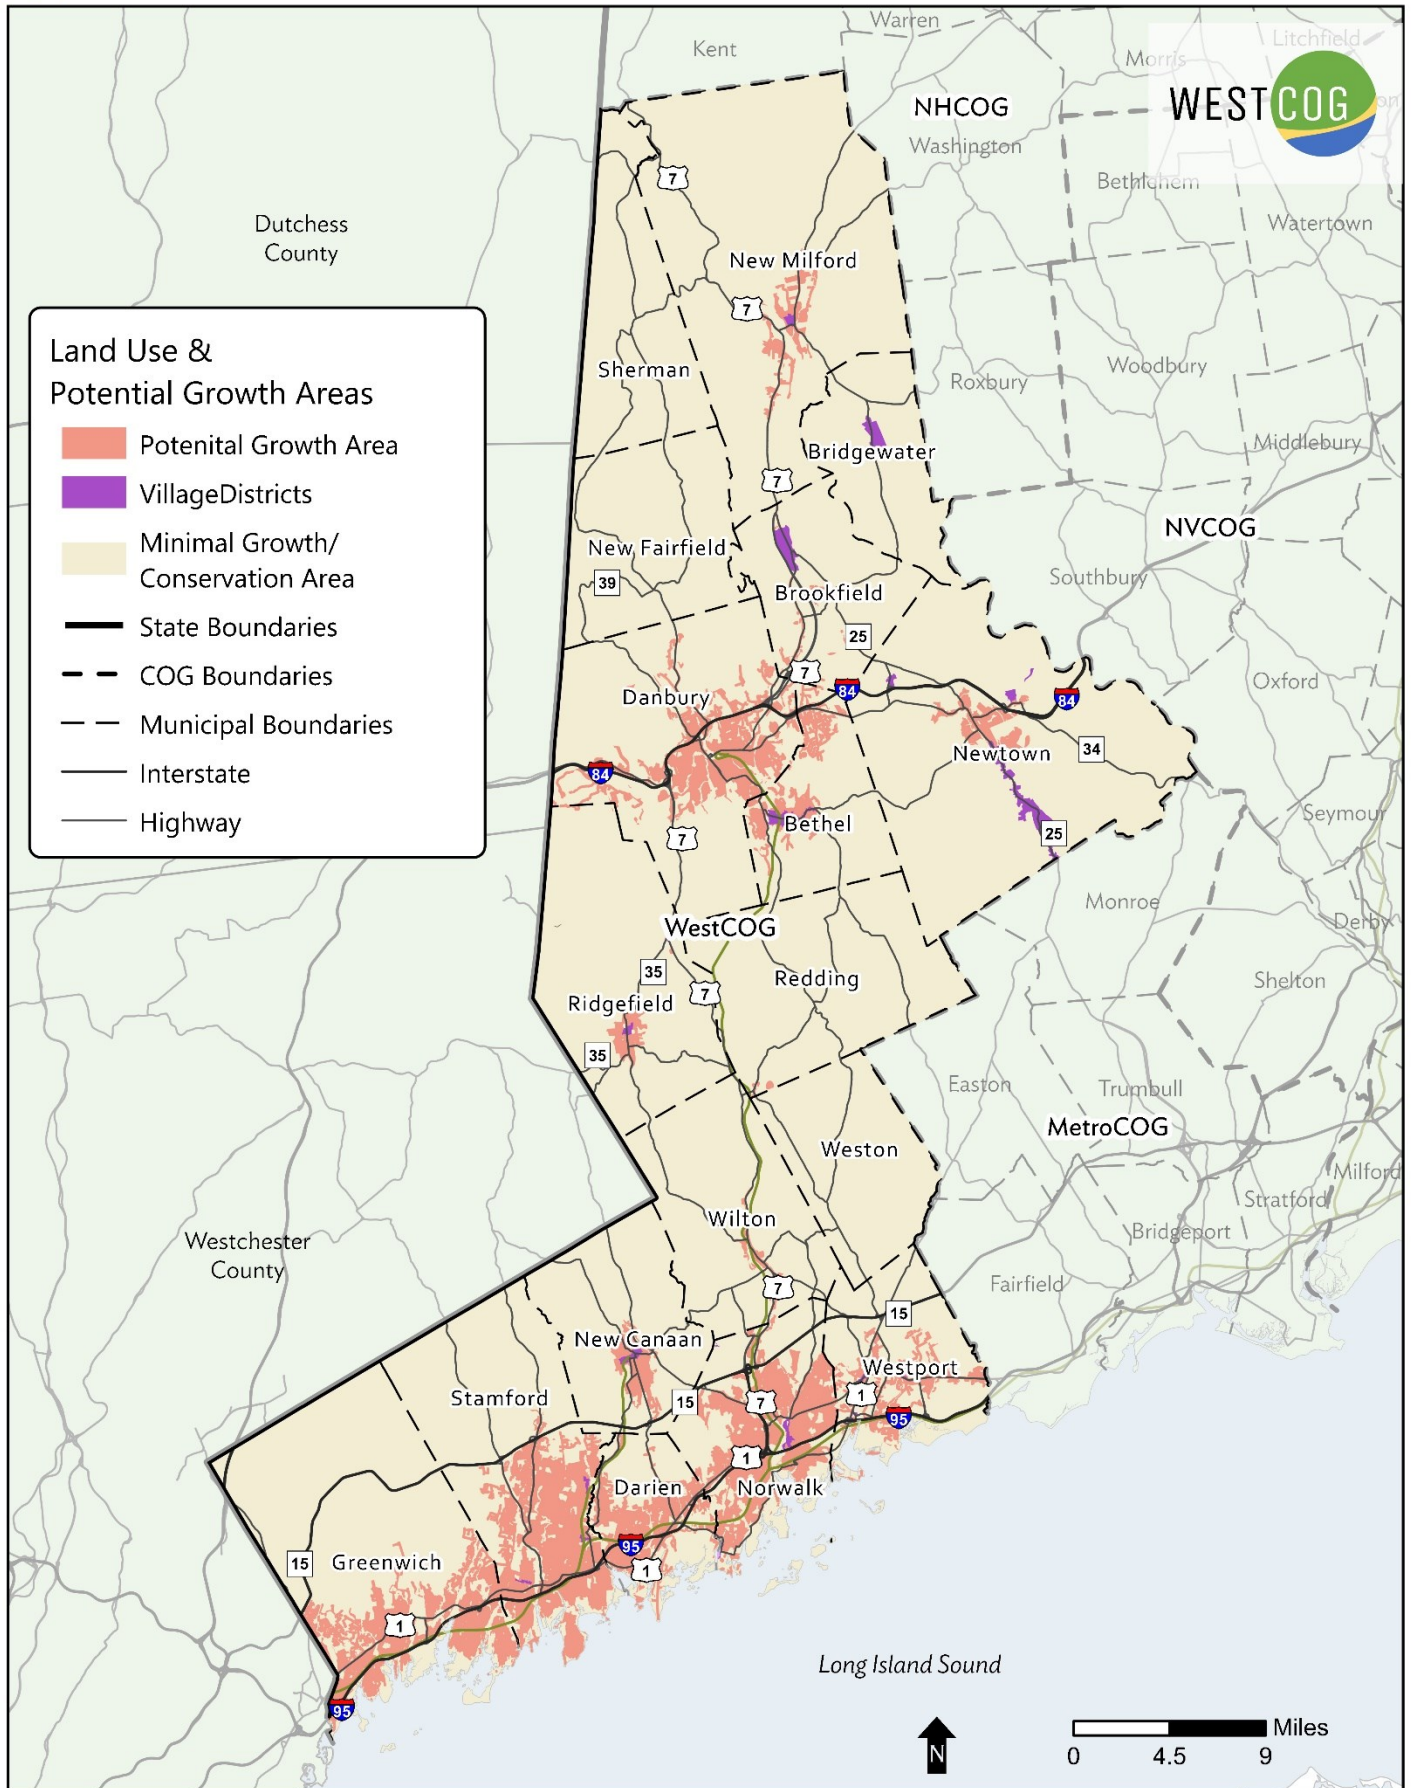 Warren
Kent
Litchfield
Morris
WESTCOG
NHCOG
Washington
Bethlehem
Watertown
Dutchess
County
7
New Milford
7
Land Use &
Potential Growth Areas
Potenital Growth Area
VillageDistricts
Minimal Growth/
Conservation Area
State Boundaries
COG Boundaries
Municipal Boundaries
Interstate
Highway
Sherman
Woodbury
Roxbury
Bridgewater
Middlebury
7
NVCOG
New Fairfield
39
Southbury
Brookfield
25
7
84
84
Oxford
Danbury
Newtown
34
84
Bethel
7
25
Seymour
Monroe
Derby
WestCOG
35
Redding
7
Shelton
Ridgefield
35
Easton
Trumbull
MetroCOG
Weston
Milford
Stratford
Wilton
Bridgeport
Westchester
County
7
Fairfield
15
New Canaan
Westport
Stamford
15
7
1
95
1
Darien
Norwalk
95
1
15
Greenwich
1
95
Long Island Sound
N
Miles
0
4.5
9